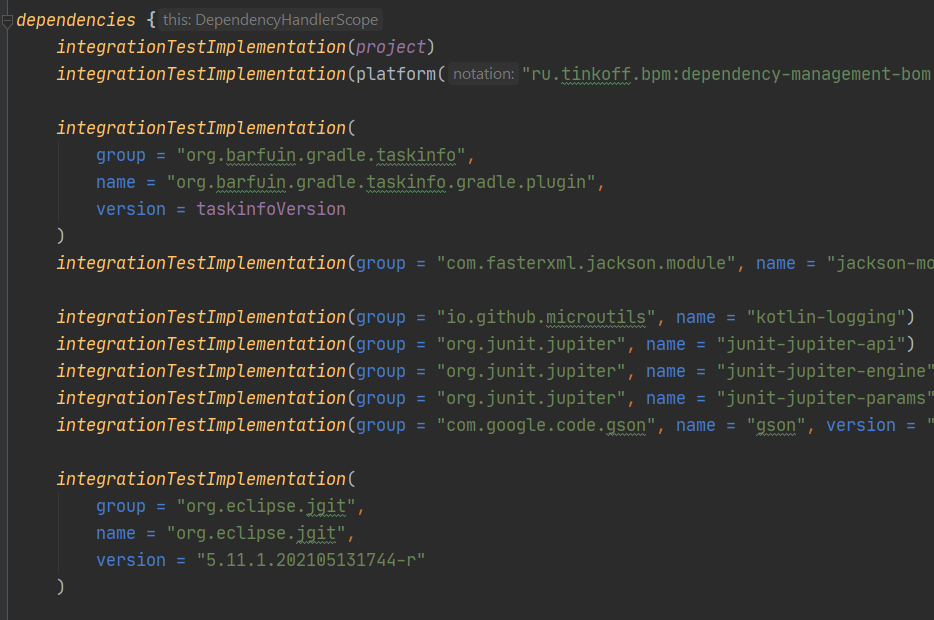 dependencies { this: DependencyHandlerScope
integrationTestImplementation(project)
integrationTestImplementation(platform( notation: "ru.tinkoff.bpm:dependency-management-bom
integrationTestImplementation(
group = "org.barfuin.gradle.taskinfo",
name = "org.barfuin.gradle.taskinfo.gradle.plugin",
version = taskinfoVersion
)
integrationTestImplementation(group = "com.fasterxml.jackson.module", name = "jackson-mo
integrationTestImplementation(group = "io.github.microutils", name = "kotlin-logging")
integrationTestImplementation(group = "org.junit.jupiter", name = "junit-jupiter-api")
integrationTestImplementation(group = "org.junit.jupiter", name = "junit-jupiter-engine"
integrationTestImplementation(group = "org.junit.jupiter", name = "junit-jupiter-params"
integrationTestImplementation(group = "com.google.code.gson", name = "gson", version = "
integrationTestImplementation(
group = "org.eclipse.jgit",
name = "org.eclipse.jgit",
version = "5.11.1.202105131744-r"
)